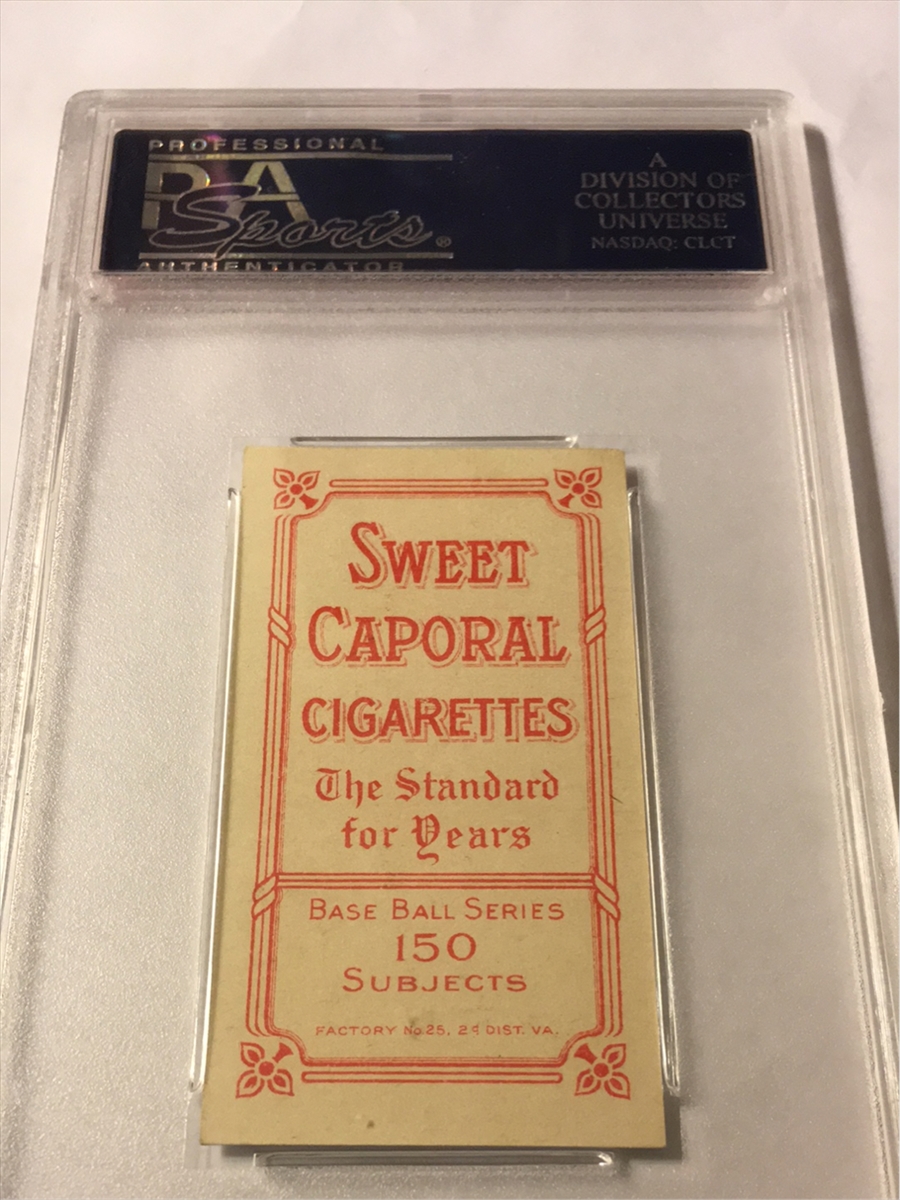 PROFESSIONAL
PSA
Sports®
AUTHENTICATOR
A
DIVISION OF
COLLECTORS
UNIVERSE
NASDAQ: CLCT
SWEET
CAPORAL
CIGARETTES
The Standard
for Years
BASE BALL SERIES
150
SUBJECTS
FACTORY No. 25, 2d DIST. VA.